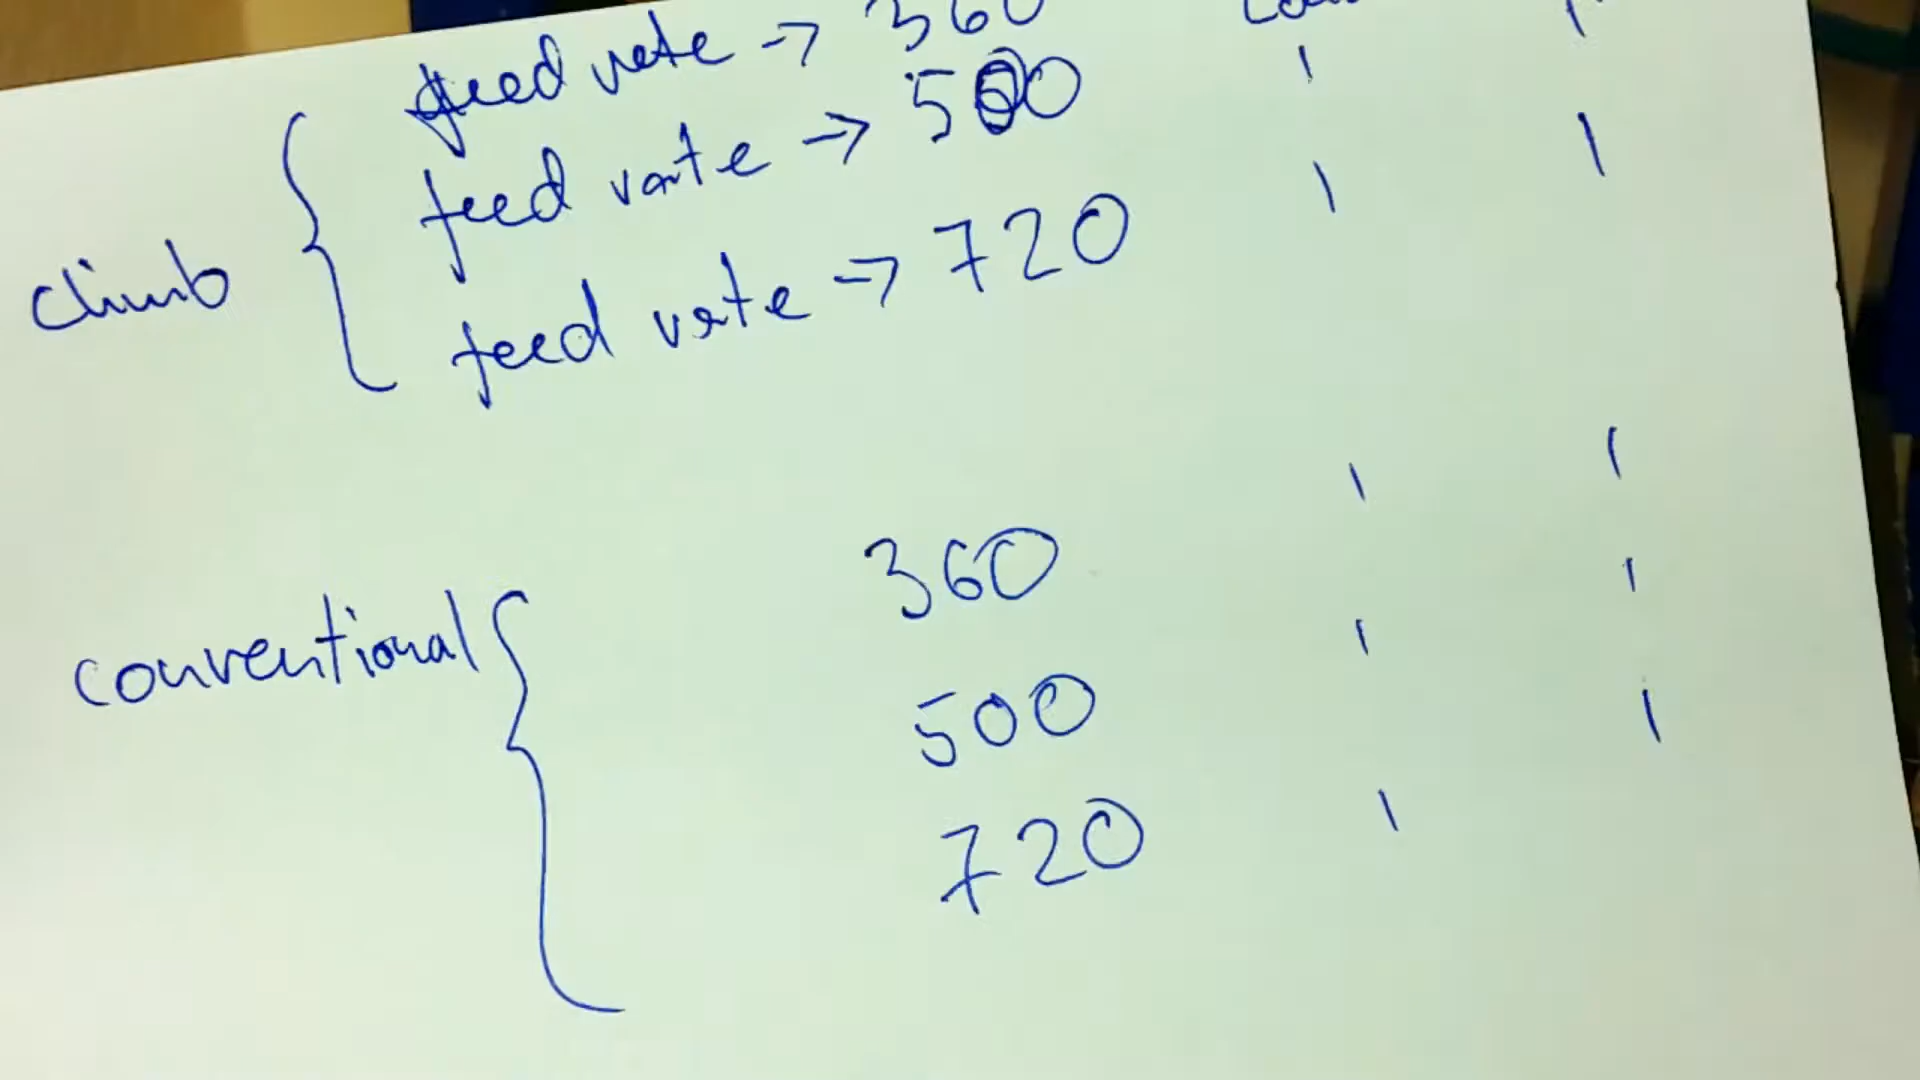 feed rate -> 360
feed rate -> 500
climb
feed rate -> 720
360
conventional
500
720